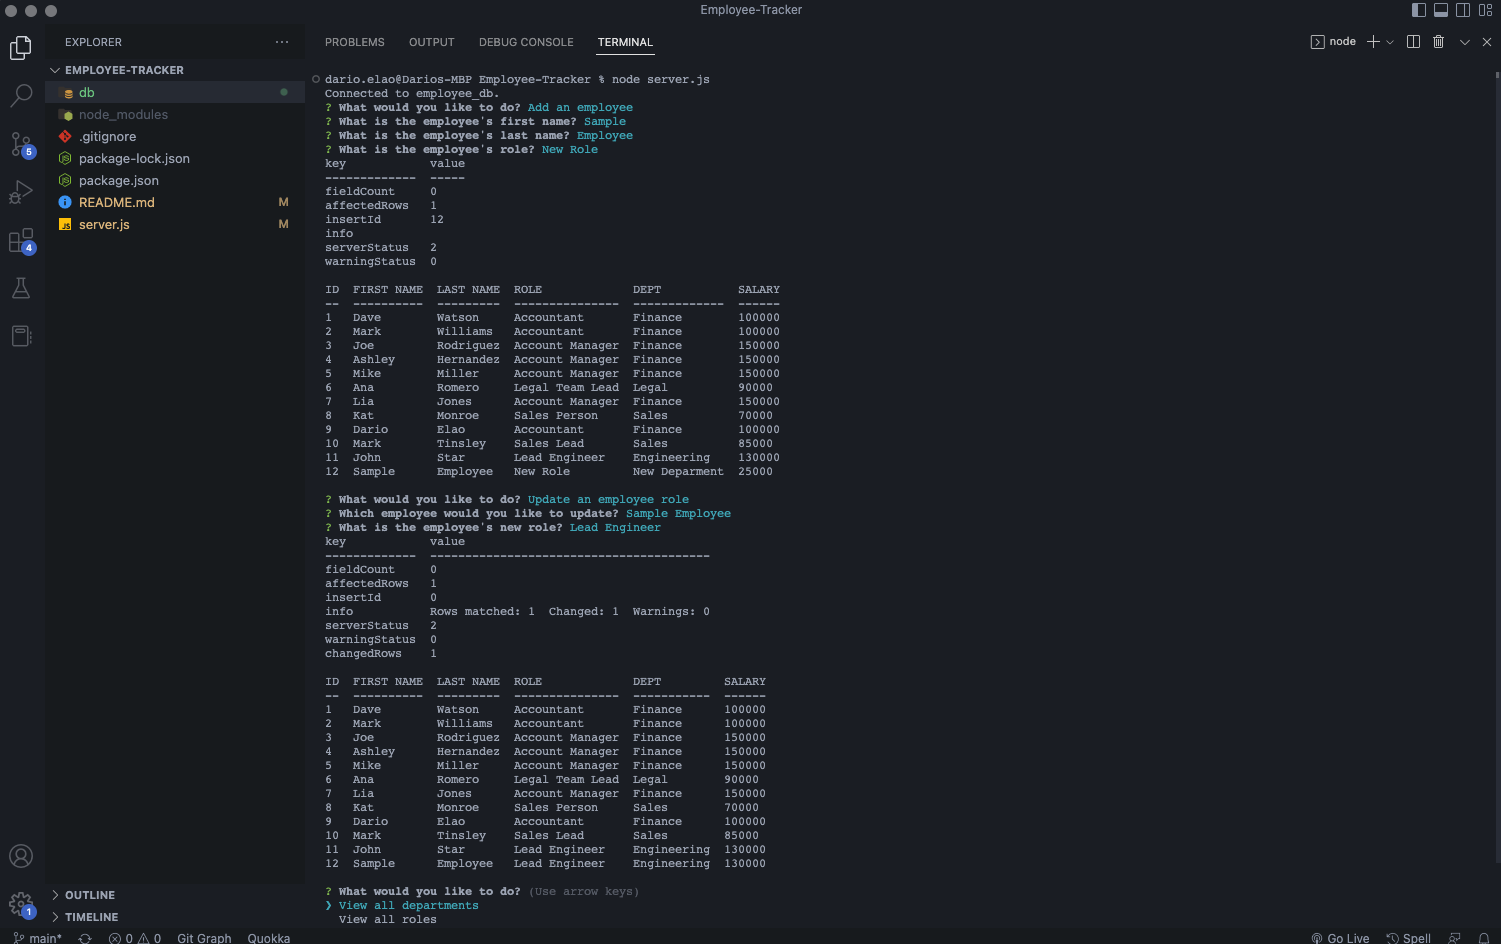 Employee-Tracker
EXPLORER
EMPLOYEE-TRACKER
db
node_modules
.gitignore
package-lock.json
package.json
README.md M
server.js M
5
4
1
OUTLINE
TIMELINE
PROBLEMS OUTPUT DEBUG CONSOLE TERMINAL
node
dario.elao@Darios-MBP Employee-Tracker % node server.js
Connected to employee_db.
? What would you like to do? Add an employee
? What is the employee's first name? Sample
? What is the employee's last name? Employee
? What is the employee's role? New Role
key value
------------- -----
fieldCount 0
affectedRows 1
insertId 12
info
serverStatus 2
warningStatus 0
ID FIRST NAME LAST NAME ROLE DEPT SALARY
-- ---------- --------- --------------- ------------- ------
1 Dave Watson Accountant Finance 100000
2 Mark Williams Accountant Finance 100000
3 Joe Rodriguez Account Manager Finance 150000
4 Ashley Hernandez Account Manager Finance 150000
5 Mike Miller Account Manager Finance 150000
6 Ana Romero Legal Team Lead Legal 90000
7 Lia Jones Account Manager Finance 150000
8 Kat Monroe Sales Person Sales 70000
9 Dario Elao Accountant Finance 100000
10 Mark Tinsley Sales Lead Sales 85000
11 John Star Lead Engineer Engineering 130000
12 Sample Employee New Role New Deparment 25000
? What would you like to do? Update an employee role
? Which employee would you like to update? Sample Employee
? What is the employee's new role? Lead Engineer
key value
------------- ----------------------------------------
fieldCount 0
affectedRows 1
insertId 0
info Rows matched: 1 Changed: 1 Warnings: 0
serverStatus 2
warningStatus 0
changedRows 1
ID FIRST NAME LAST NAME ROLE DEPT SALARY
-- ---------- --------- --------------- ----------- ------
1 Dave Watson Accountant Finance 100000
2 Mark Williams Accountant Finance 100000
3 Joe Rodriguez Account Manager Finance 150000
4 Ashley Hernandez Account Manager Finance 150000
5 Mike Miller Account Manager Finance 150000
6 Ana Romero Legal Team Lead Legal 90000
7 Lia Jones Account Manager Finance 150000
8 Kat Monroe Sales Person Sales 70000
9 Dario Elao Accountant Finance 100000
10 Mark Tinsley Sales Lead Sales 85000
11 John Star Lead Engineer Engineering 130000
12 Sample Employee Lead Engineer Engineering 130000
? What would you like to do? (Use arrow keys)
❯ View all departments
View all roles
main* 0 0 Git Graph Quokka Go Live Spell